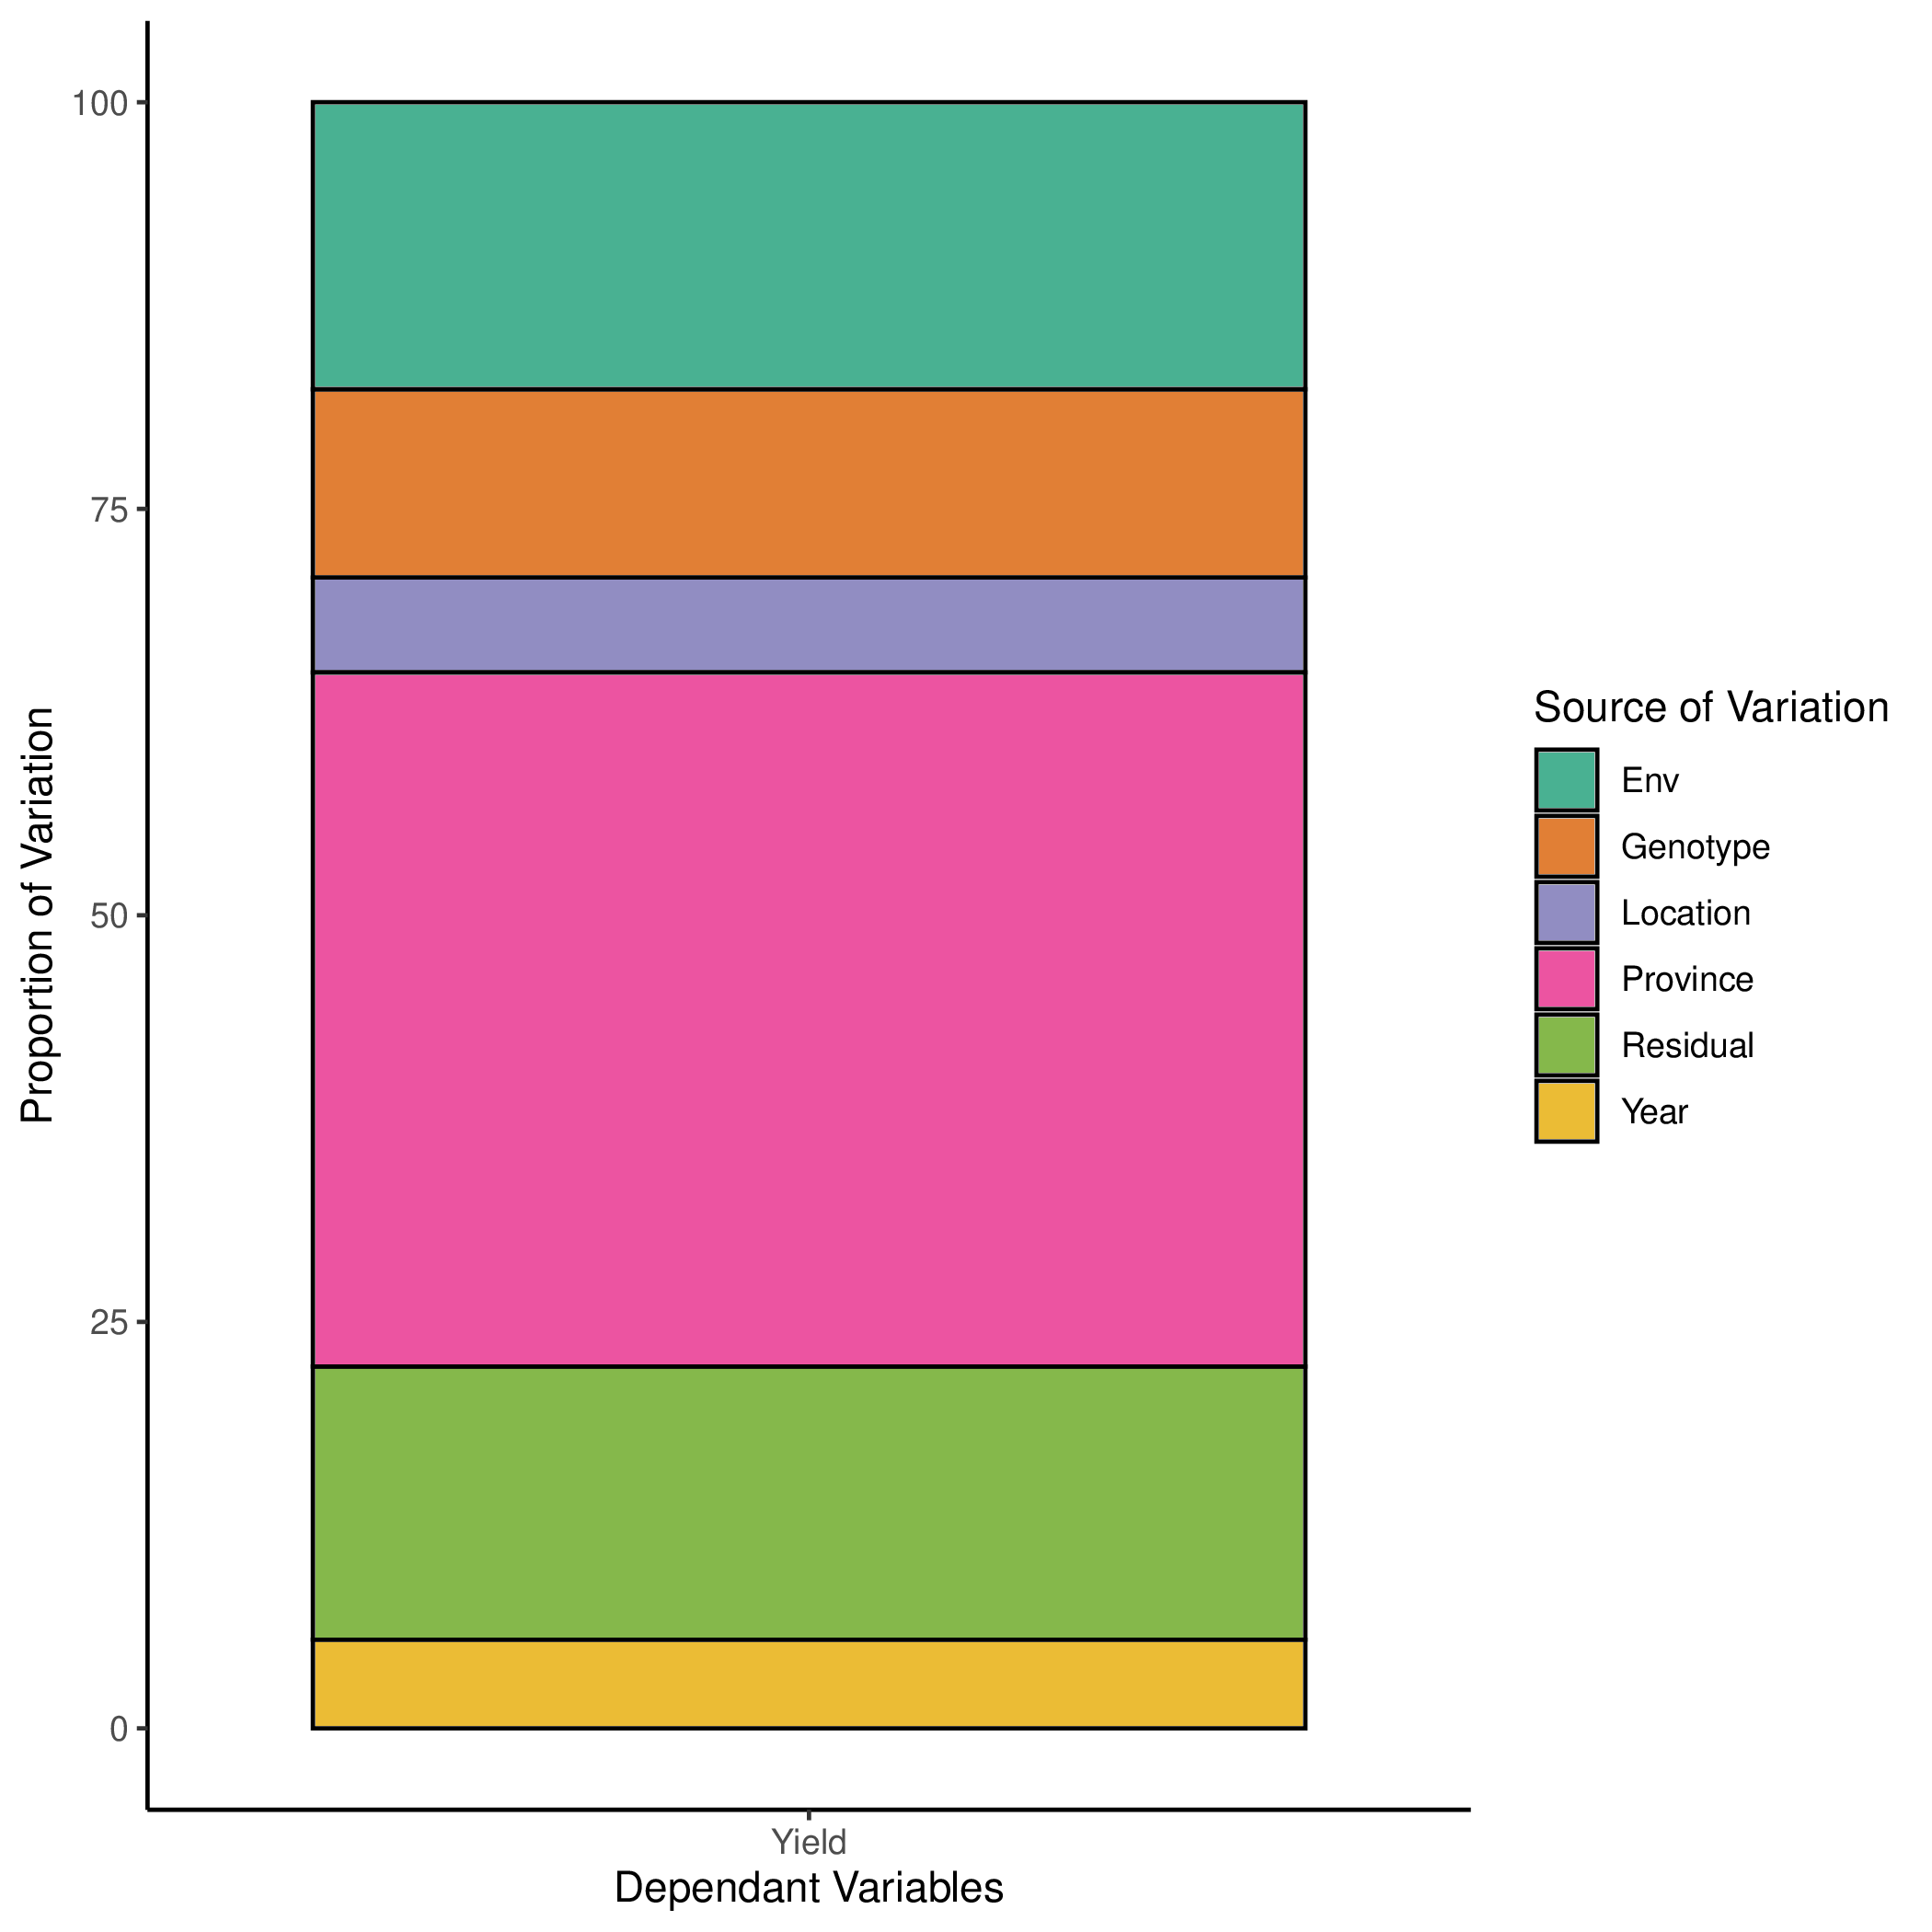 100
75
50
25
0
Proportion of Variation
Yield
Dependant Variables
Source of Variation
Env
Genotype
Location
Province
Residual
Year